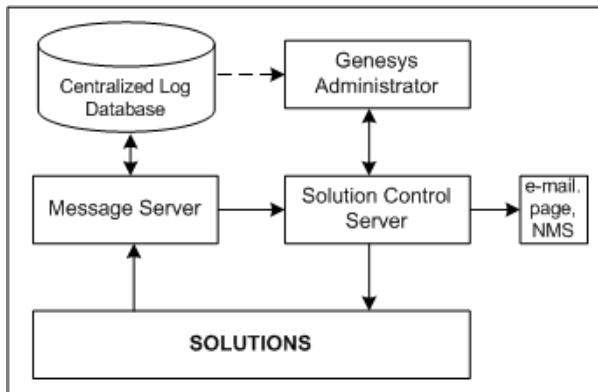 Centralized Log
Database
Genesys
Administrator
Message Server
Solution Control
Server
e-mail.
page,
NMS
SOLUTIONS